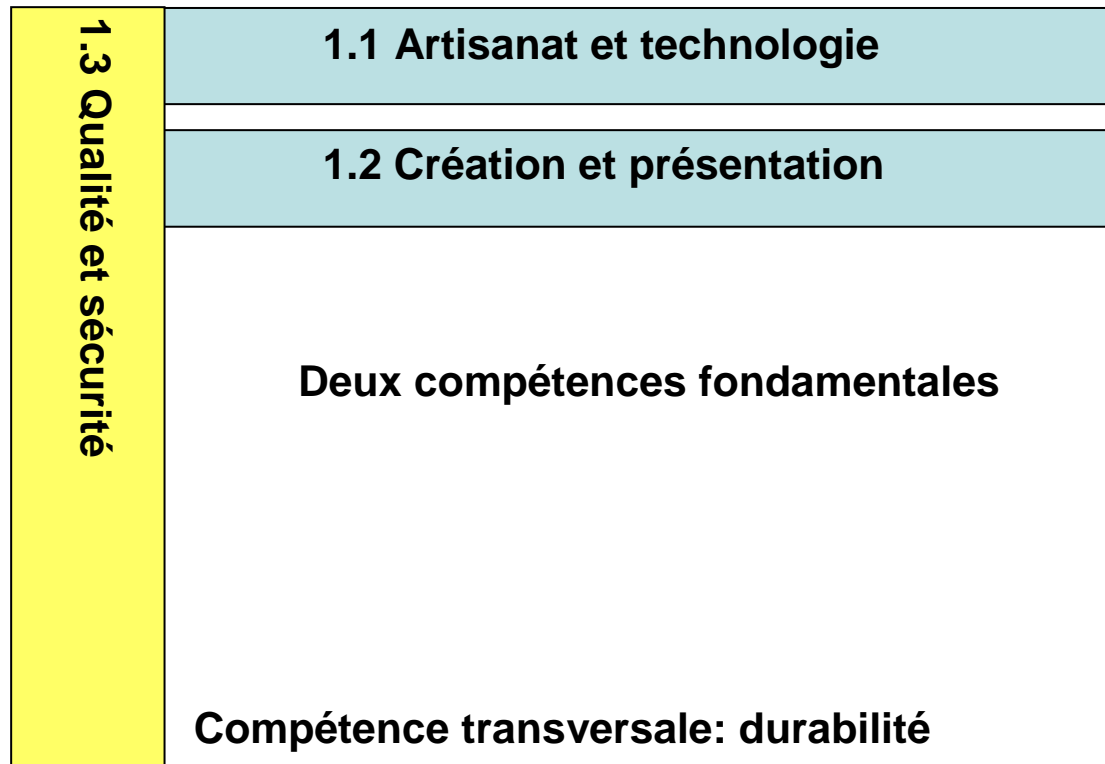 1.3 Qualité et sécurité
1.1 Artisanat et technologie
1.2 Création et présentation
Deux compétences fondamentales
Compétence transversale: durabilité